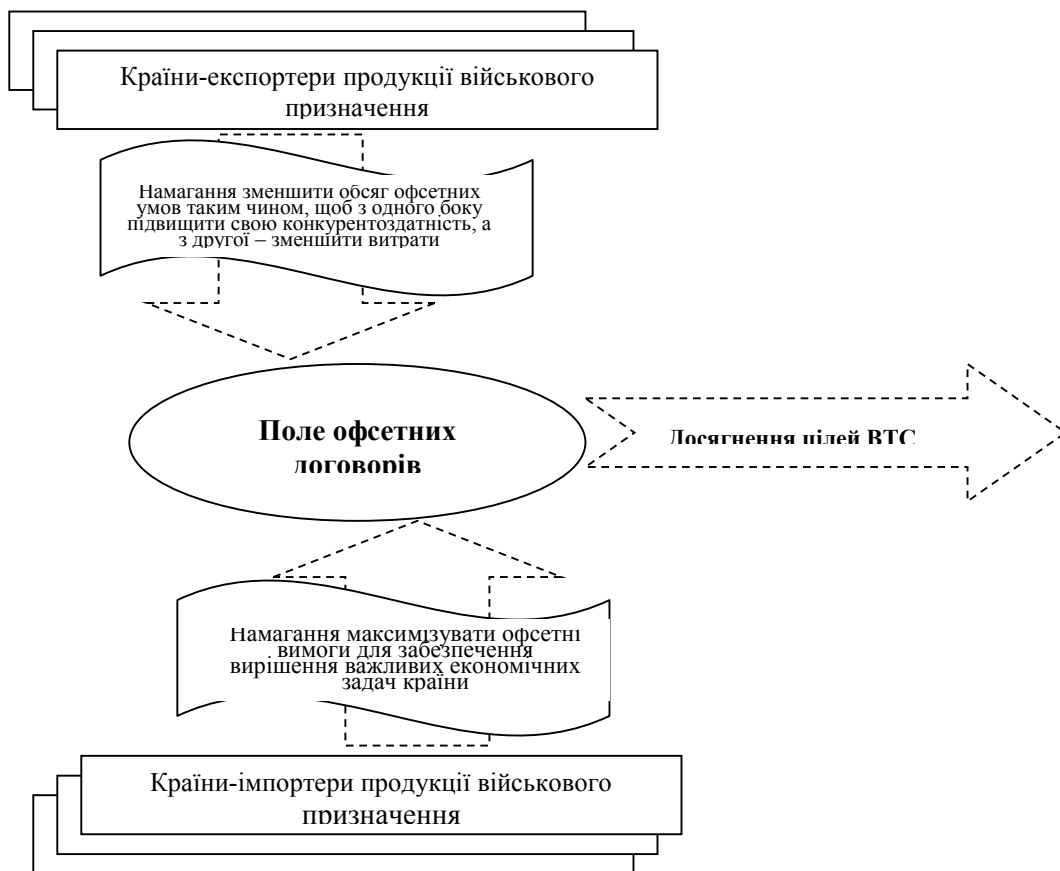 Країни-експортери продукції військового
призначення
Намагання зменшити обсяг офсетних
умов таким чином, щоб з одного боку
підвищити свою конкурентоздатність, а
з другої – зменшити витрати
Поле офсетних
договорів
Досягнення цілей ВТС
Намагання максимізувати офсетні
вимоги для забезпечення
вирішення важливих економічних
задач країни
Країни-імпортери продукції військового
призначення